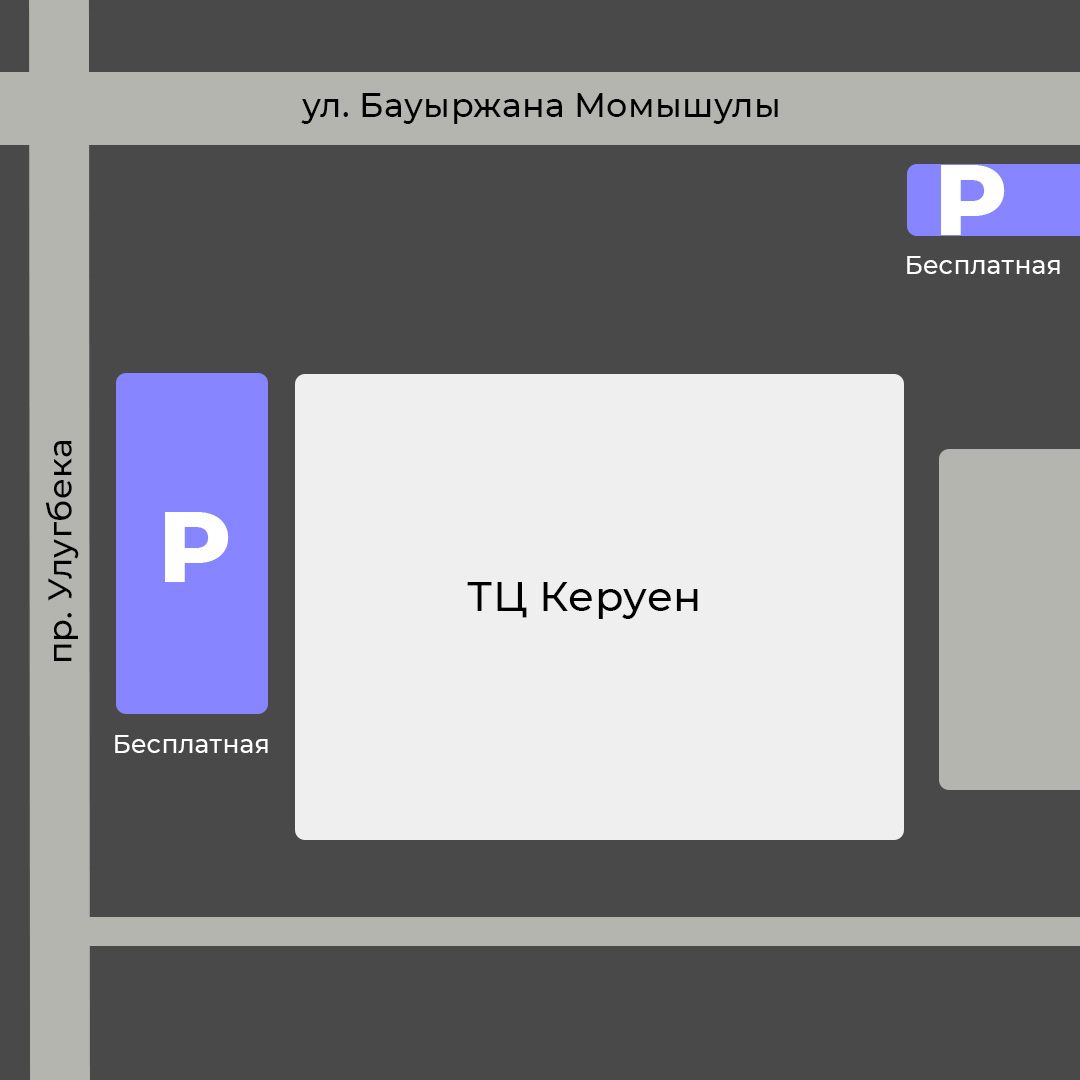 ул. Бауыржана Момышулы
P
Бесплатная
пр. Улугбека
P
ТЦ Керуен
Бесплатная